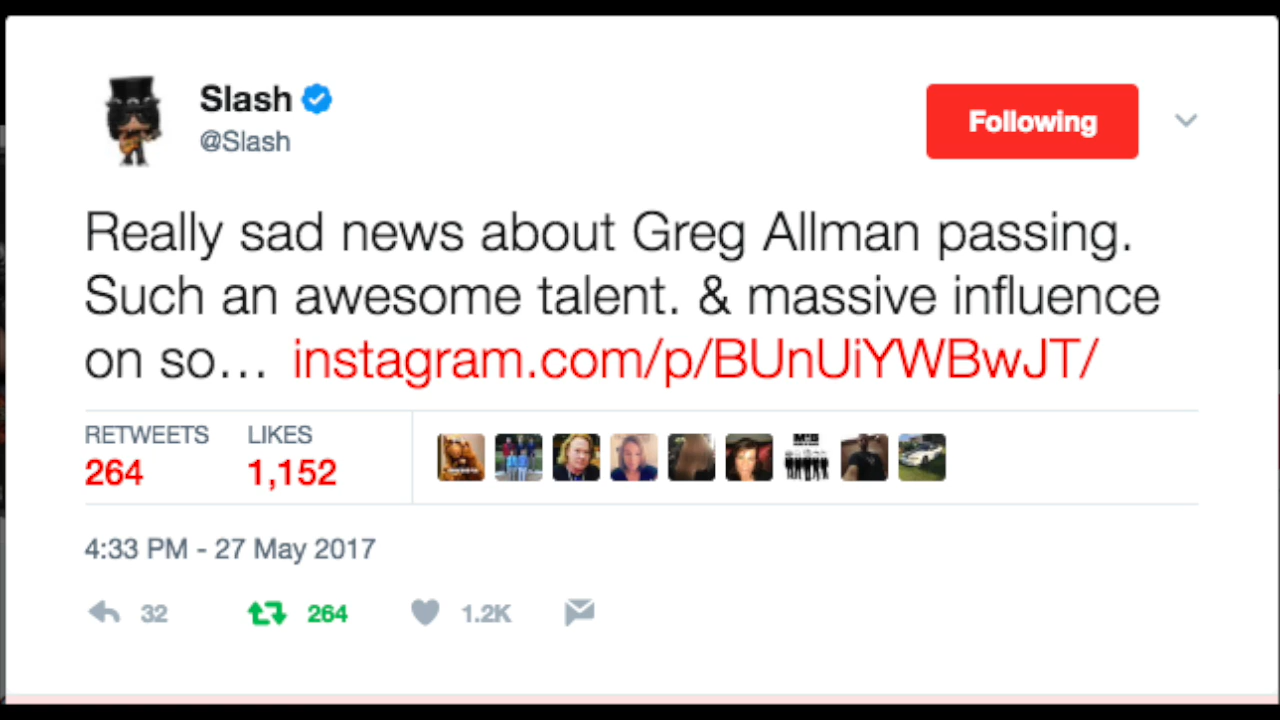 Slash
@Slash
Following
Really sad news about Greg Allman passing.
Such an awesome talent. & massive influence
on so... instagram.com/p/BUnUiYWBwJT/
RETWEETS LIKES
264 1,152
4:33 PM - 27 May 2017
32 264 1.2K